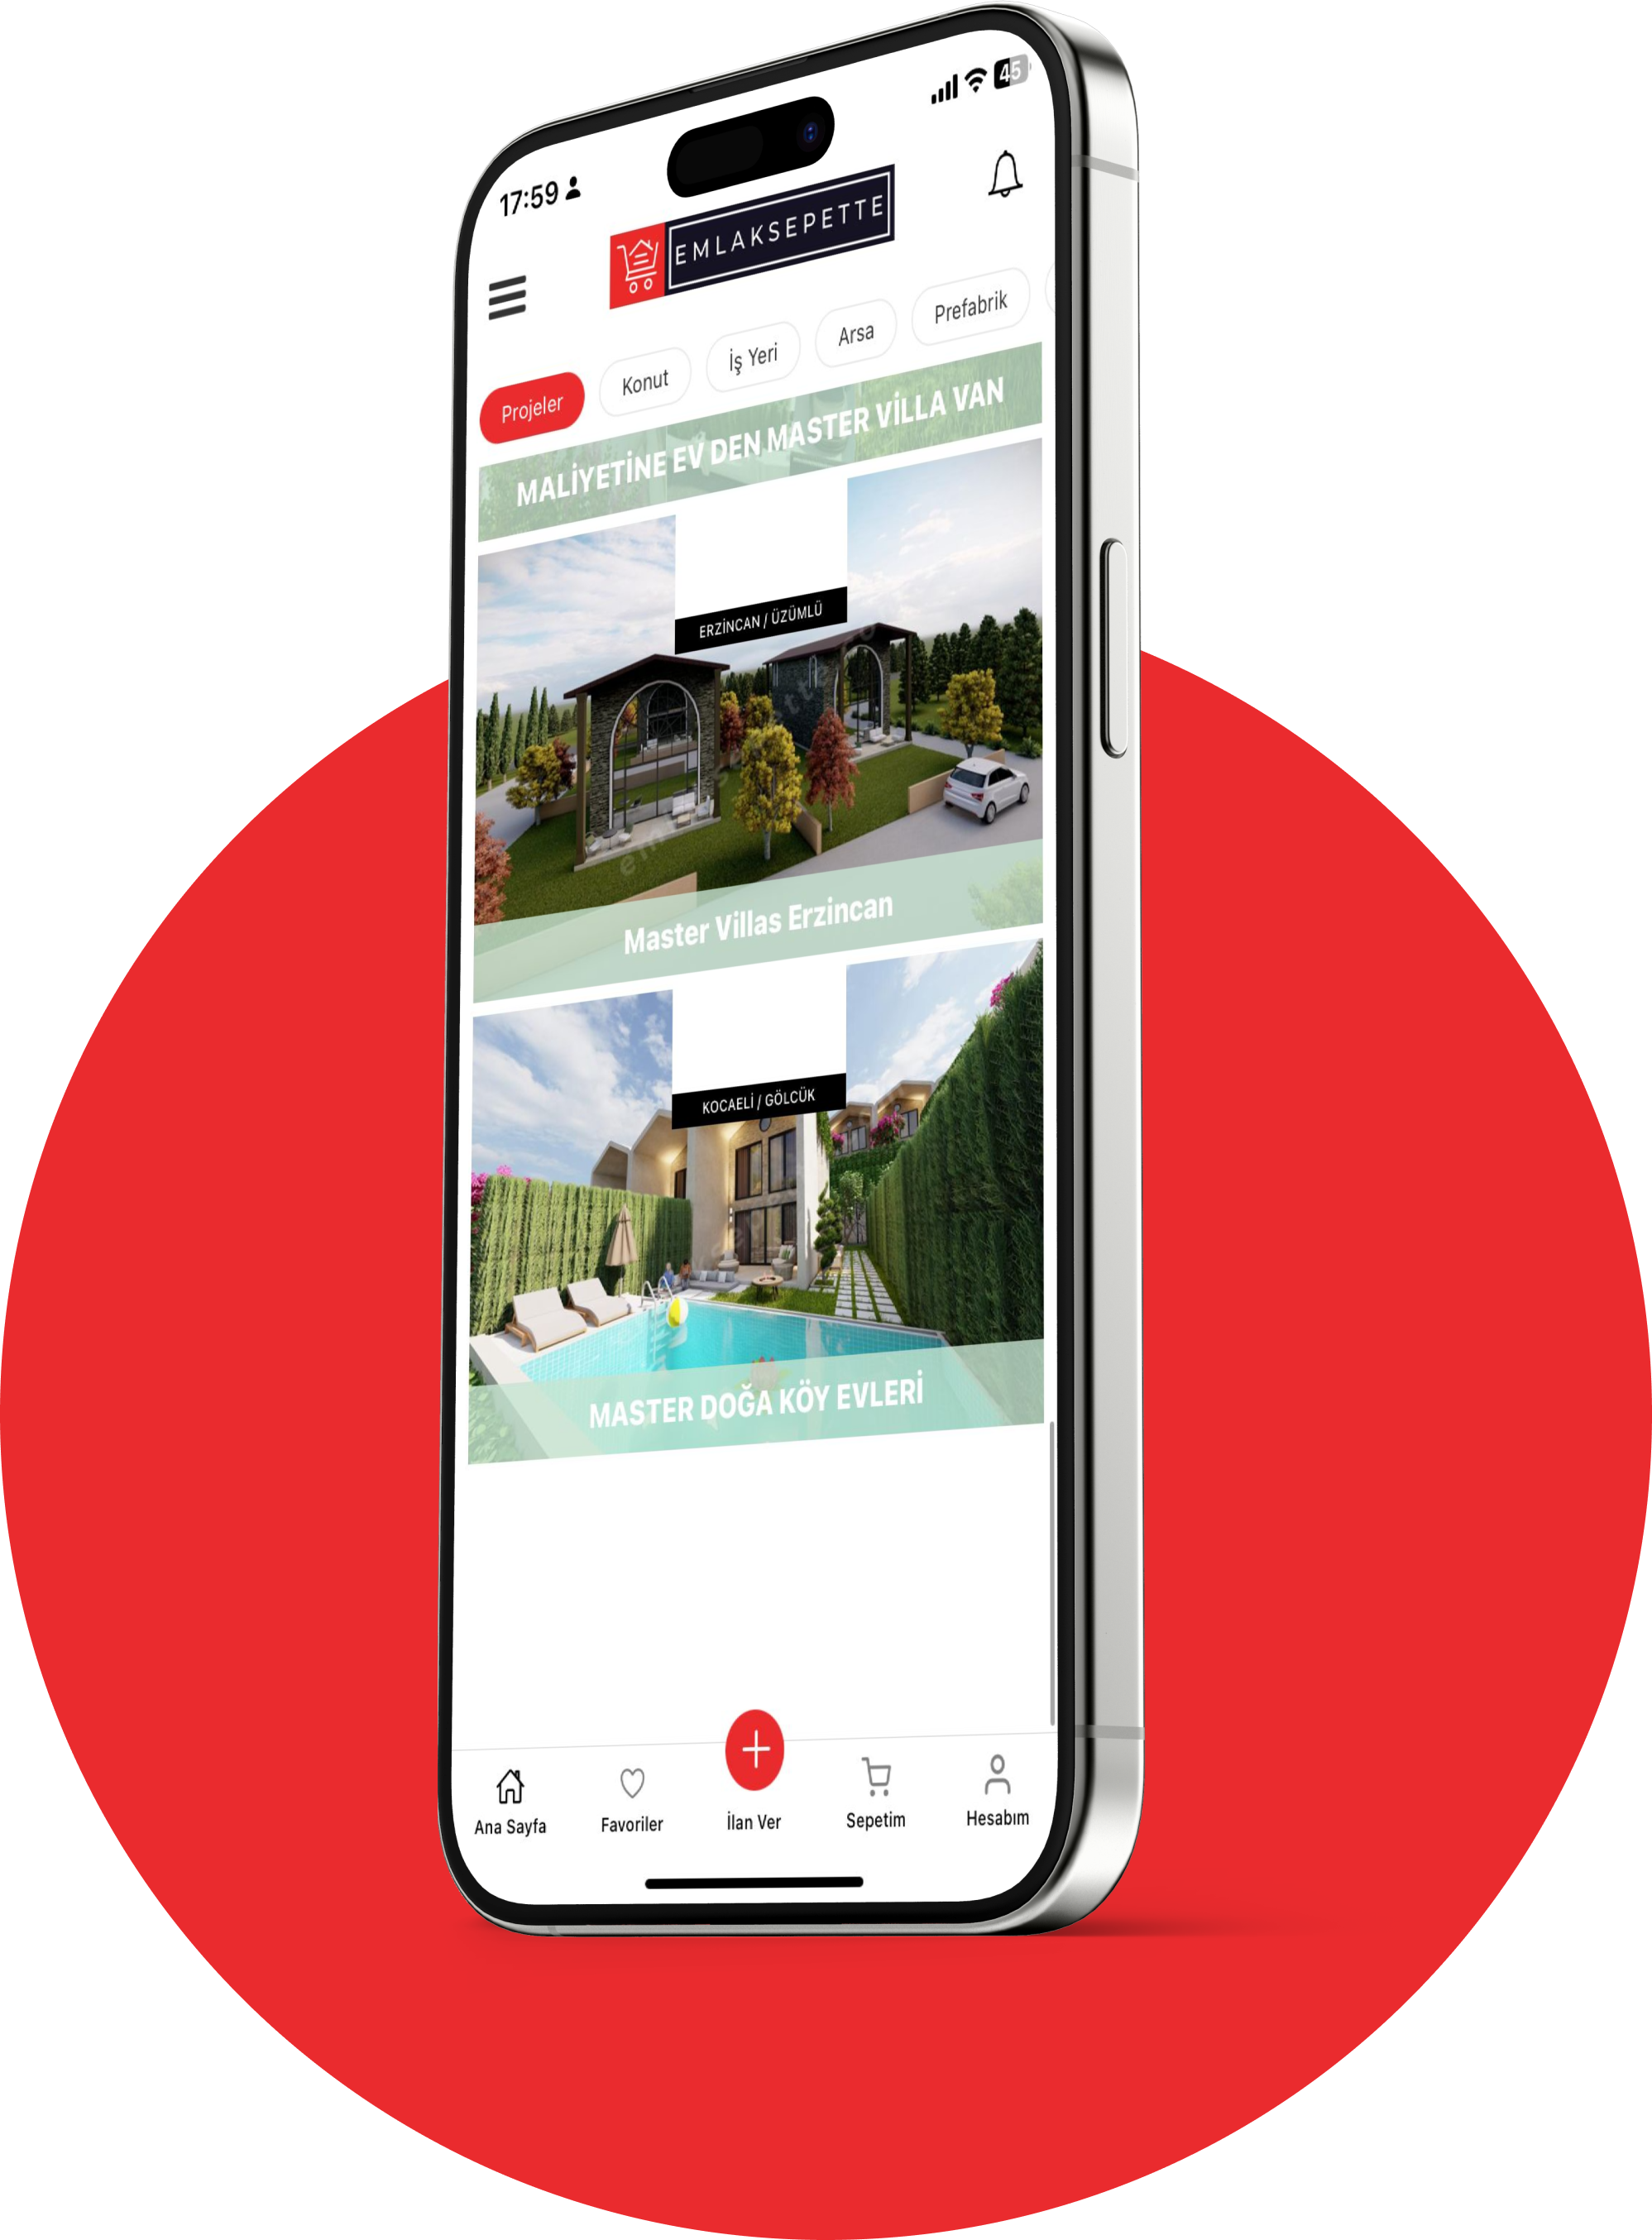 17:59
45
EMLAKSEPETTE
Projeler
Konut
İş Yeri
Arsa
Prefabrik
MALİYETİNE EV DEN MASTER VİLLA VAN
ERZİNCAN / ÜZÜMLÜ
Master Villas Erzincan
KOCAELİ / GÖLCÜK
MASTER DOĞA KÖY EVLERİ
Ana Sayfa
Favoriler
İlan Ver
Sepetim
Hesabım